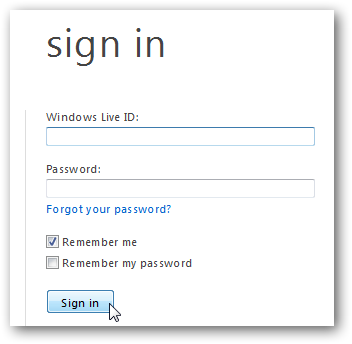 sign in
Windows Live ID:
Password:
Forgot your password?
Remember me
Remember my password
Sign in